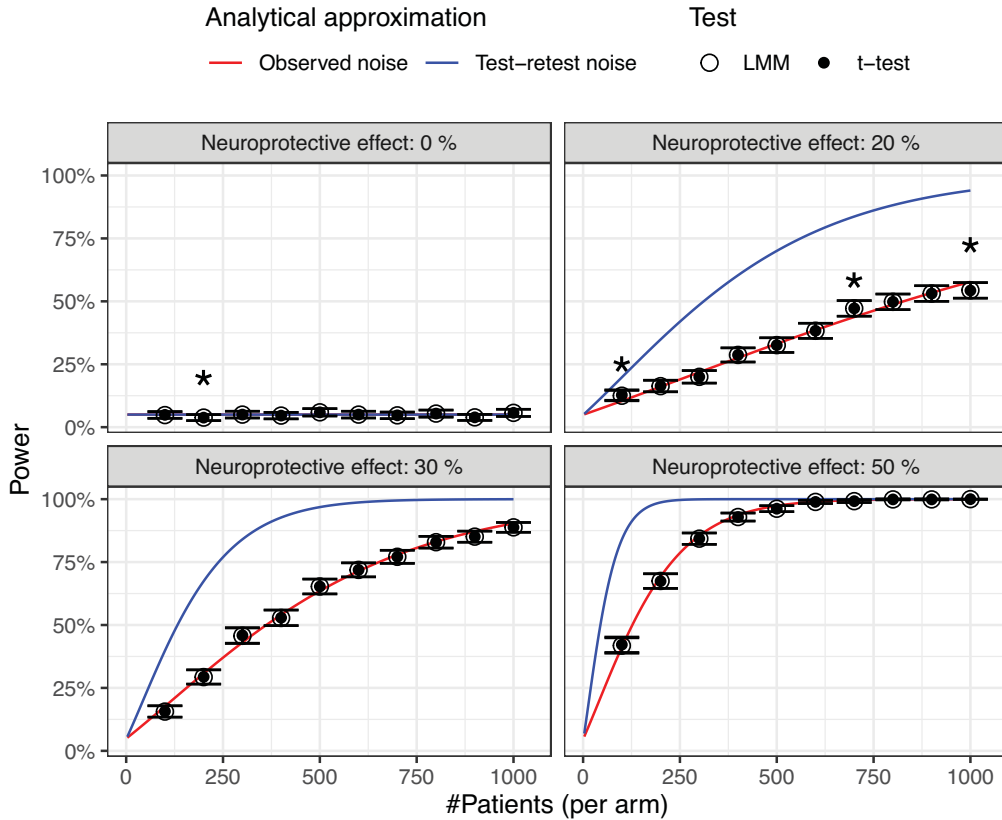 Analytical approximation Test
Observed noise Test−retest noise LMM t−test
Neuroprotective effect: 0 % Neuroprotective effect: 20 %
100%
75%
50%
25%
0%
*
* * *
Neuroprotective effect: 30 % Neuroprotective effect: 50 %
100%
75%
50%
25%
0%
Power
0 250 500 750 1000 0 250 500 750 1000
#Patients (per arm)